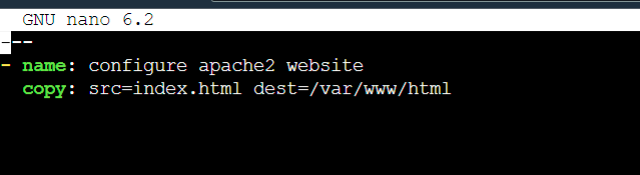 GNU nano 6.2
---
- name: configure apache2 website
copy: src=index.html dest=/var/www/html